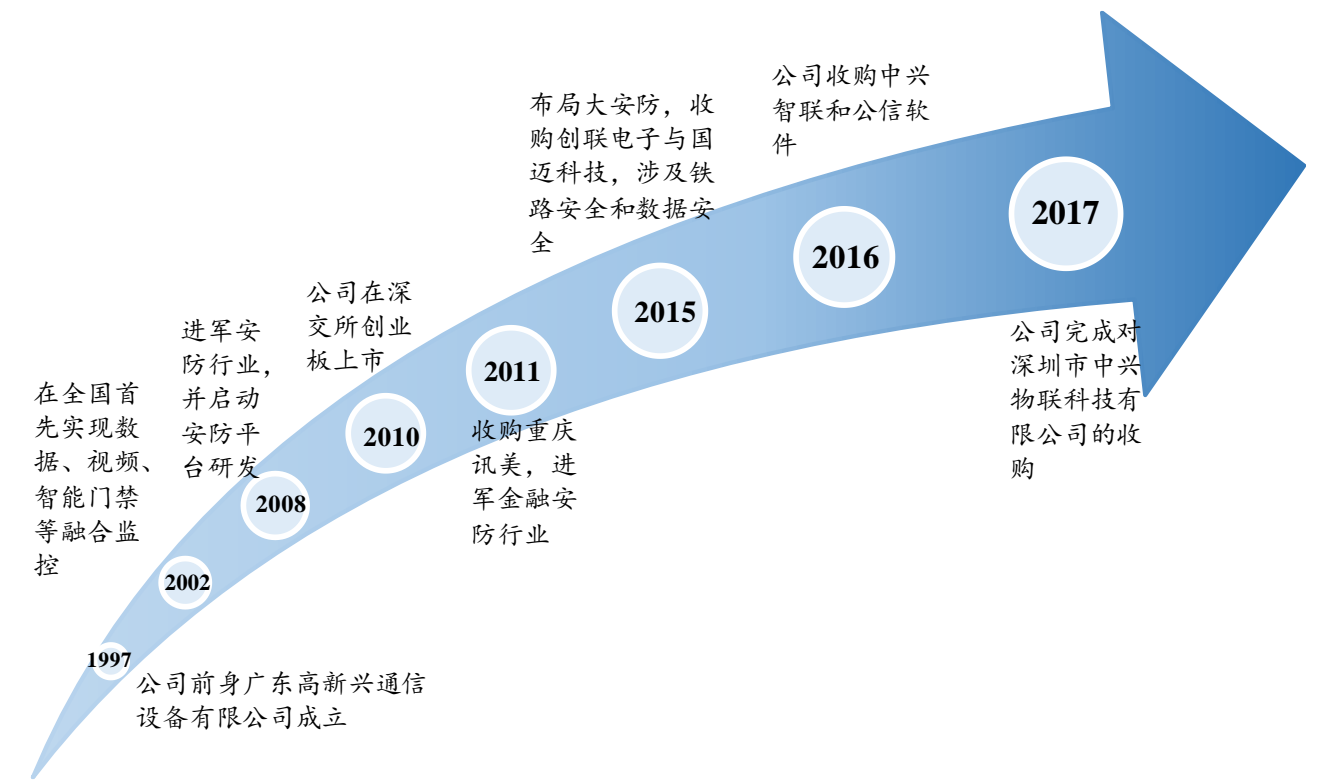 1997
公司前身广东高新兴通信
设备有限公司成立
2002
在全国首
先实现数
据、视频、
智能门禁
等融合监
控
2008
进军安
防行业，
并启动
安防平
台研发
2010
公司在深
交所创业
板上市
2011
收购重庆
讯美，进
军金融安
防行业
2015
布局大安防，收
购创联电子与国
迈科技，涉及铁
路安全和数据安
全
2016
公司收购中兴
智联和公信软
件
2017
公司完成对
深圳市中兴
物联科技有
限公司的收
购